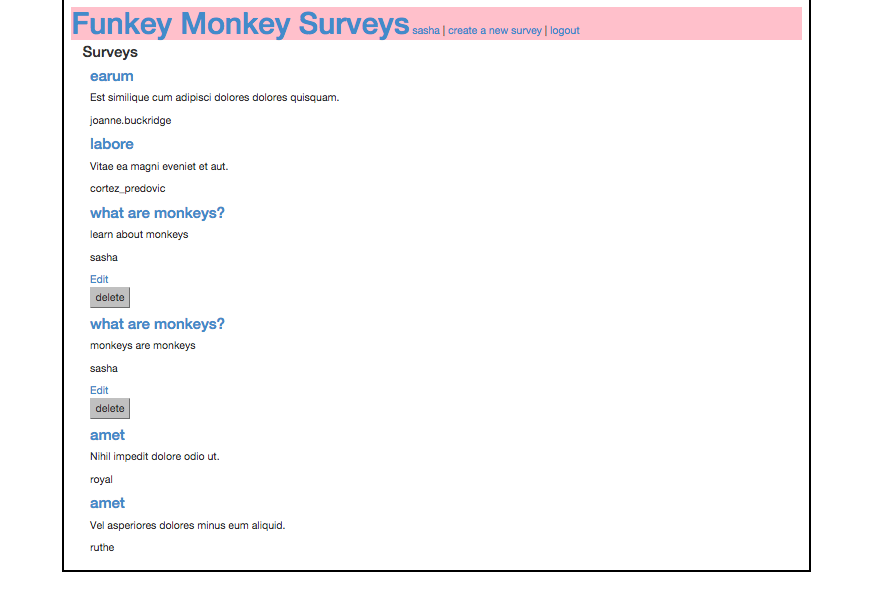 Funkey Monkey Surveys sasha | create a new survey | logout
Surveys
earum
Est similique cum adipisci dolores dolores quisquam.
joanne.buckridge
labore
Vitae ea magni eveniet et aut.
cortez_predovic
what are monkeys?
learn about monkeys
sasha
Edit
delete
what are monkeys?
monkeys are monkeys
sasha
Edit
delete
amet
Nihil impedit dolore odio ut.
royal
amet
Vel asperiores dolores minus eum aliquid.
ruthe